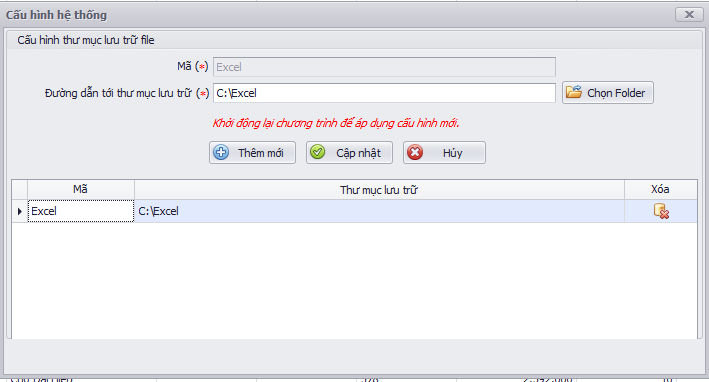 Cấu hình hệ thống
Cấu hình thư mục lưu trữ file
Mã (*) Excel
Đường dẫn tới thư mục lưu trữ (*) C:\Excel Chọn Folder
Khởi động lại chương trình để áp dụng cấu hình mới.
Thêm mới Cập nhật Hủy
Mã Thư mục lưu trữ Xóa
Excel C:\Excel